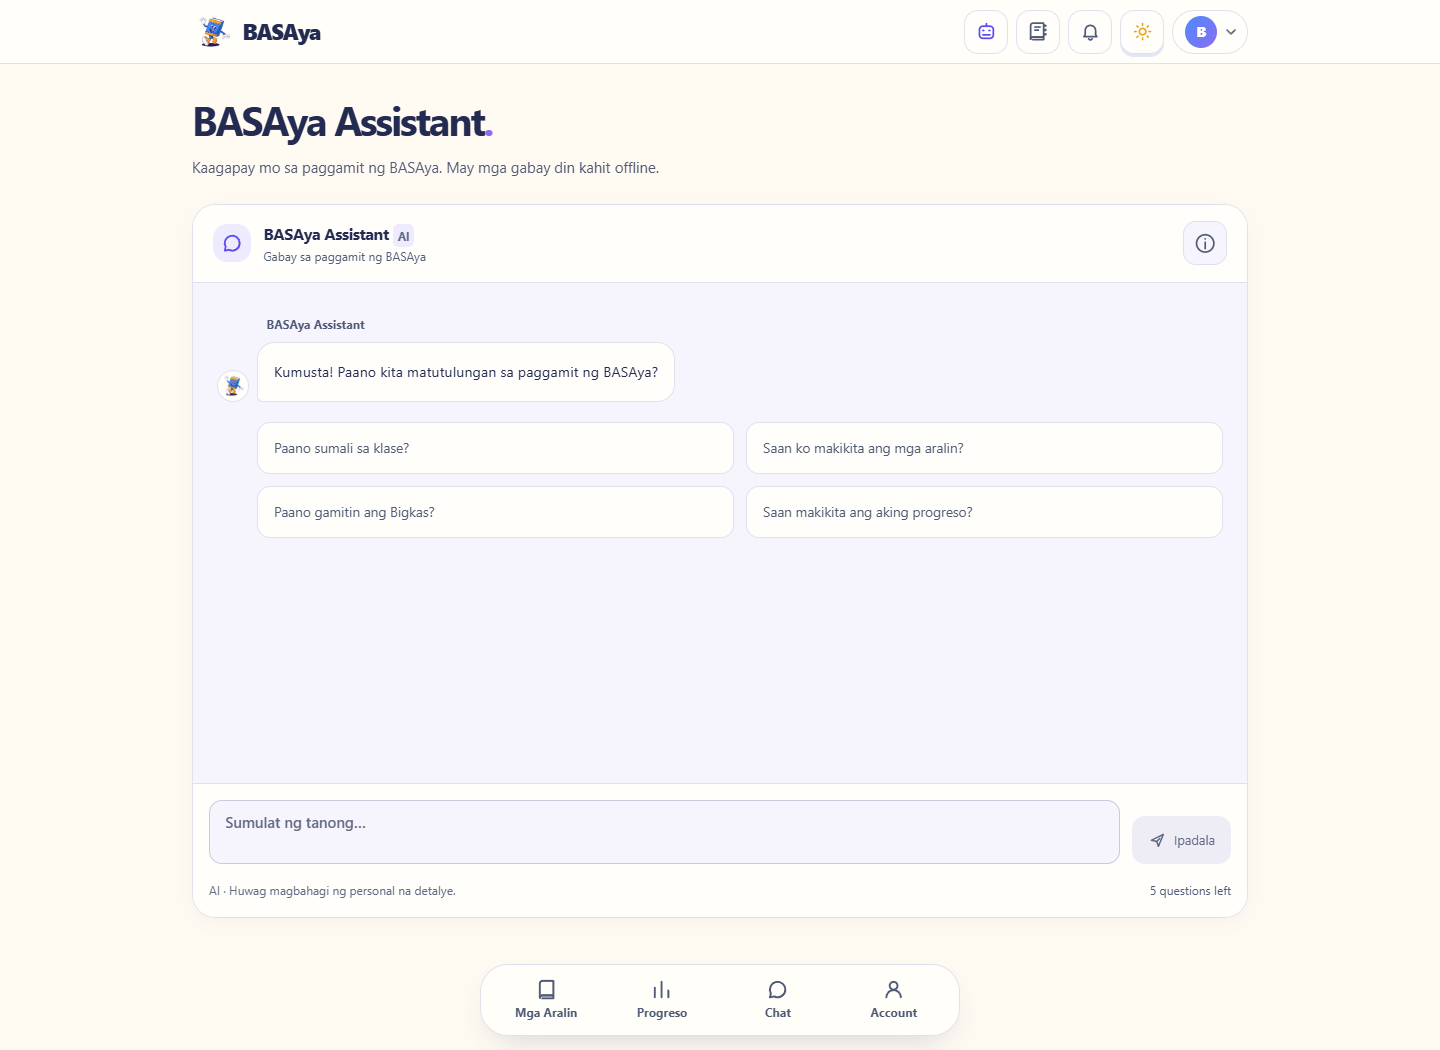 BASAya
B
BASAya Assistant.
Kaagapay mo sa paggamit ng BASAya. May mga gabay din kahit offline.
BASAya Assistant AI
Gabay sa paggamit ng BASAya
BASAya Assistant
Kumusta! Paano kita matutulungan sa paggamit ng BASAya?
Paano sumali sa klase?
Saan ko makikita ang mga aralin?
Paano gamitin ang Bigkas?
Saan makikita ang aking progreso?
Sumulat ng tanong...
Ipadala
AI · Huwag magbahagi ng personal na detalye.
5 questions left
Mga Aralin
Progreso
Chat
Account